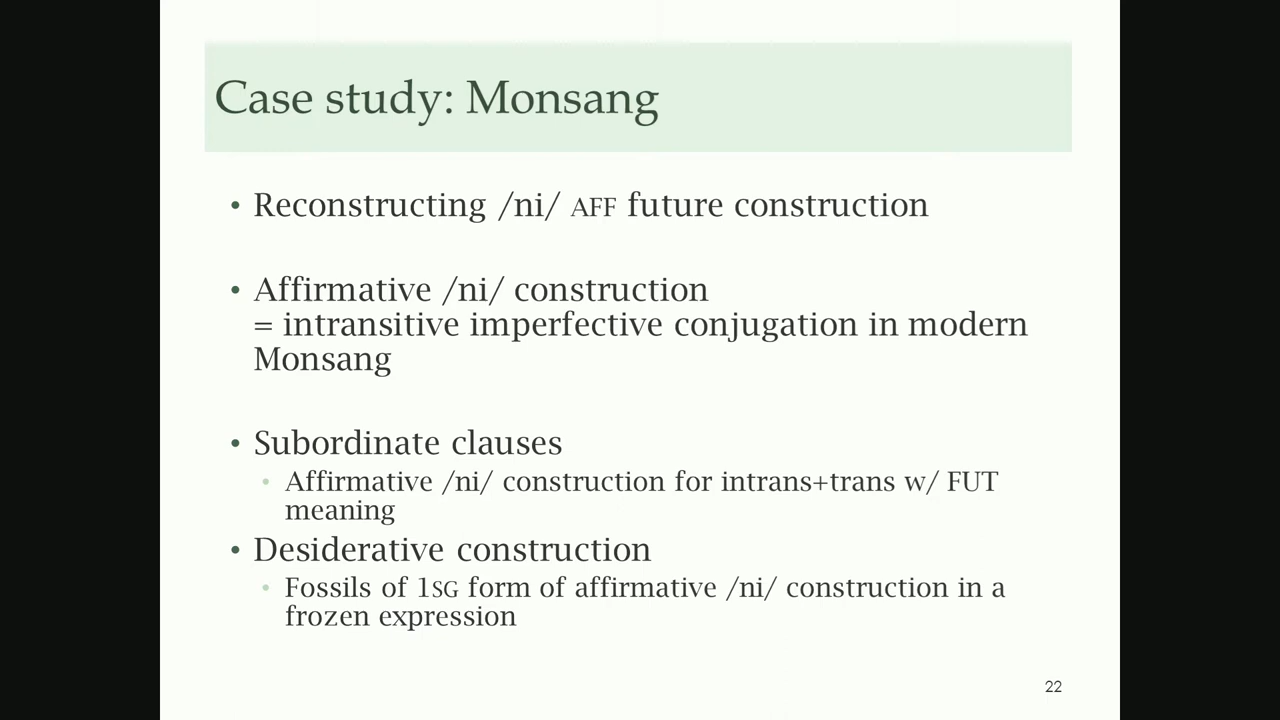 Case study: Monsang
• Reconstructing /ni/ AFF future construction
• Affirmative /ni/ construction
= intransitive imperfective conjugation in modern
Monsang
• Subordinate clauses
• Affirmative /ni/ construction for intrans+trans w/ FUT
meaning
• Desiderative construction
• Fossils of 1SG form of affirmative /ni/ construction in a
frozen expression
22